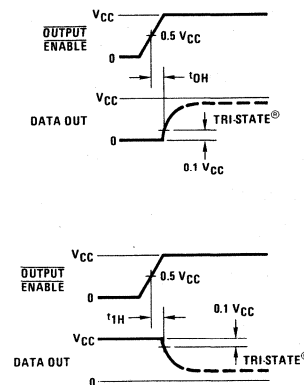 VCC
OUTPUT
ENABLE
0.5 VCC
0
tOH
VCC
DATA OUT
TRI-STATE®
0
0.1 VCC
VCC
OUTPUT
ENABLE
0.5 VCC
0
t1H
0.1 VCC
VCC
DATA OUT
TRI-STATE®
0